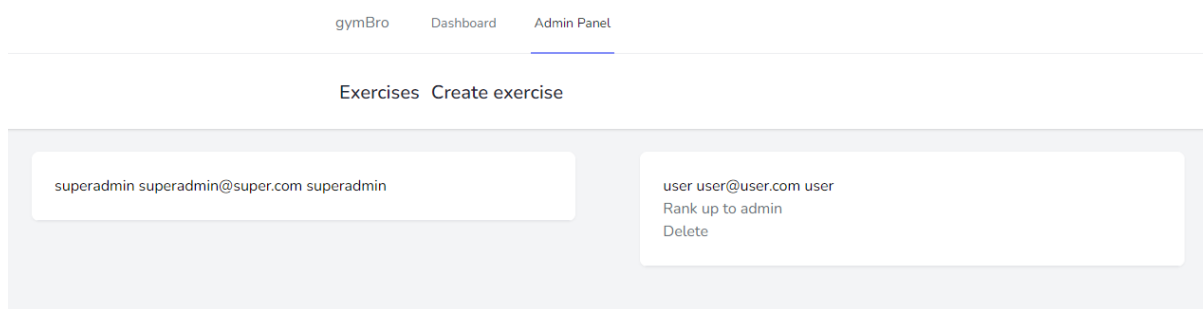 gymBro Dashboard Admin Panel
Exercises Create exercise
superadmin superadmin@super.com superadmin
user user@user.com user
Rank up to admin
Delete